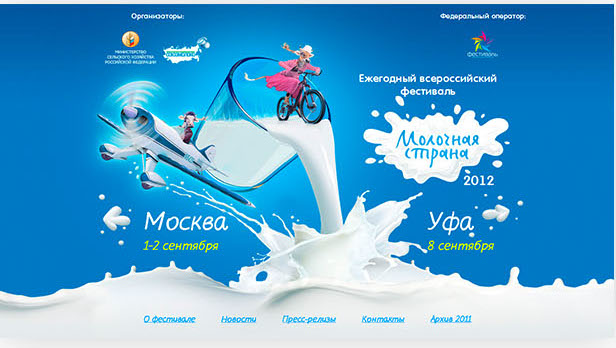 Организаторы:
Федеральный оператор:
МИНИСТЕРСТВО
СЕЛЬСКОГО ХОЗЯЙСТВА
РОССИЙСКОЙ ФЕДЕРАЦИИ
фестиваль
Ежегодный всероссийский
фестиваль
Молочная
страна
2012
Москва
1-2 сентября
Уфа
8 сентября
О фестивале Новости Пресс-релизы Контакты Архив 2011